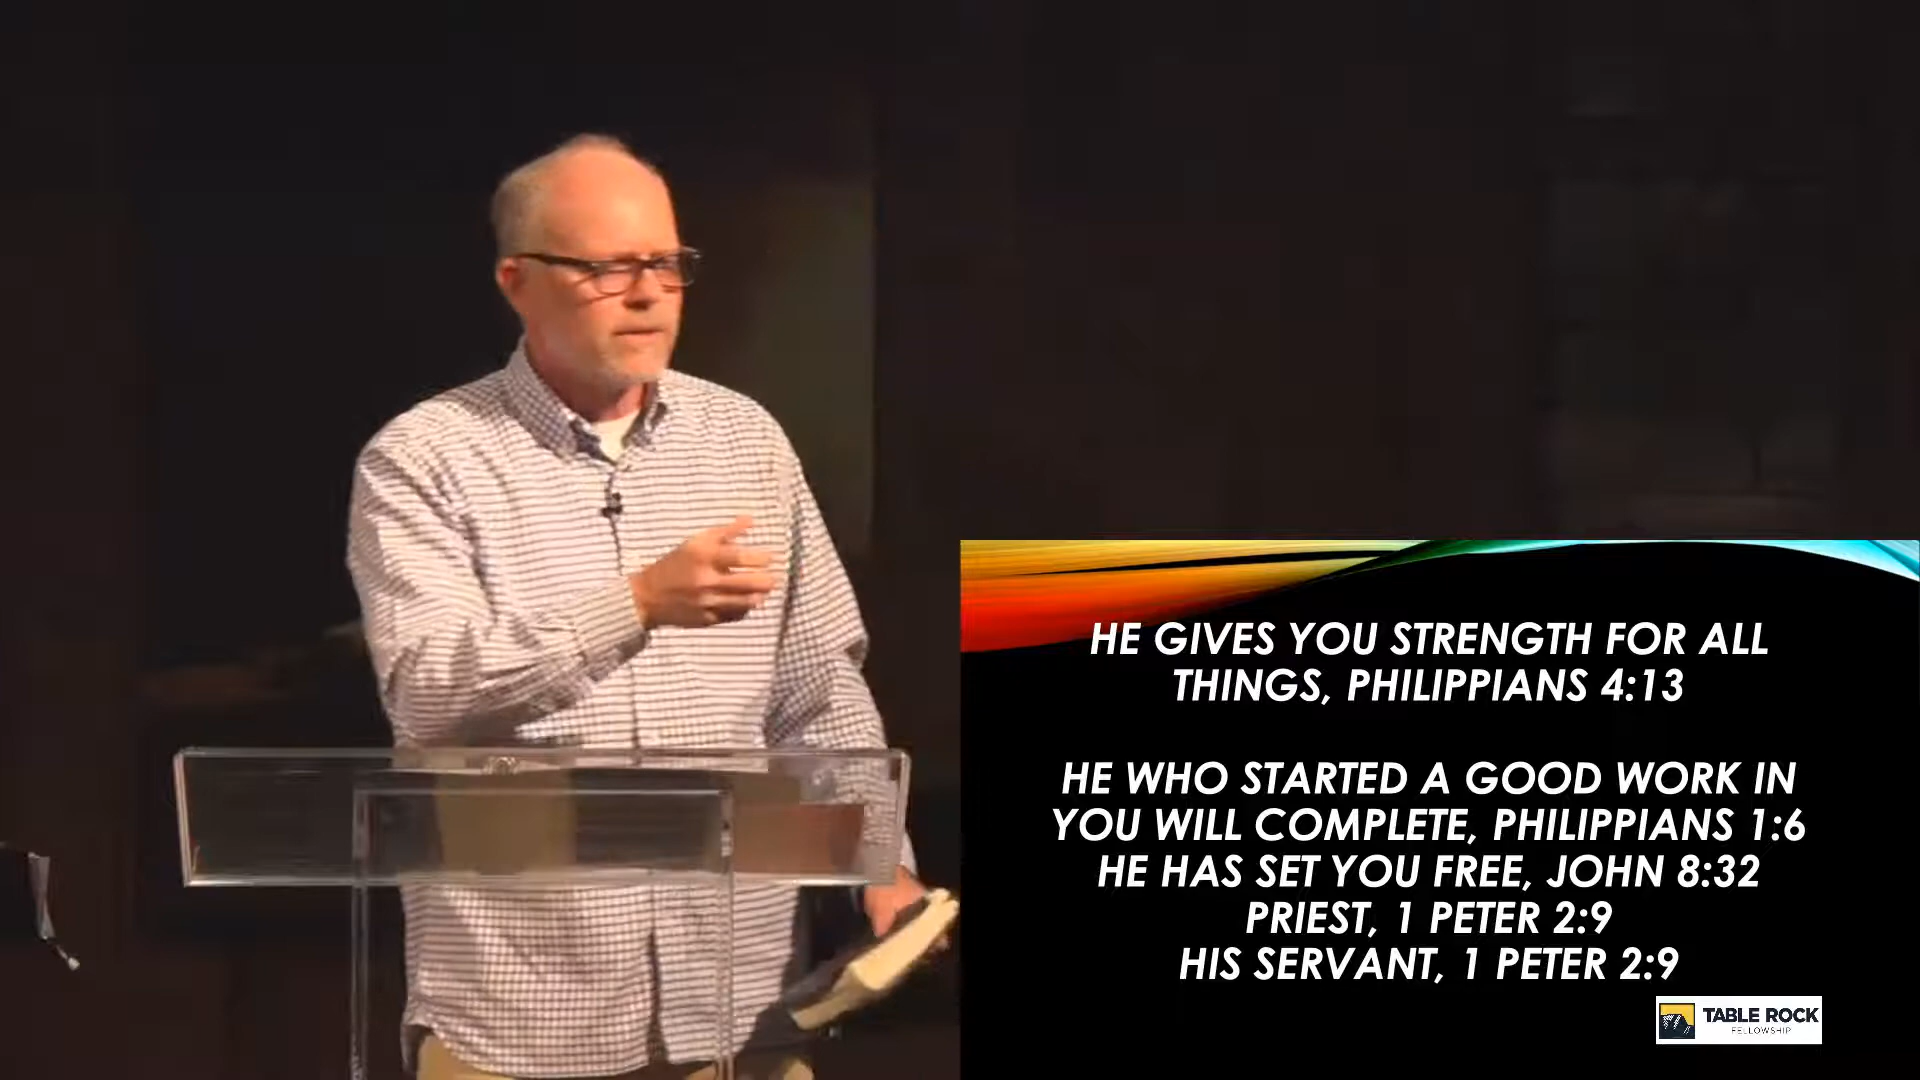 HE GIVES YOU STRENGTH FOR ALL
THINGS, PHILIPPIANS 4:13
HE WHO STARTED A GOOD WORK IN
YOU WILL COMPLETE, PHILIPPIANS 1:6
HE HAS SET YOU FREE, JOHN 8:32
PRIEST, 1 PETER 2:9
HIS SERVANT, 1 PETER 2:9
TABLE ROCK
FELLOWSHIP